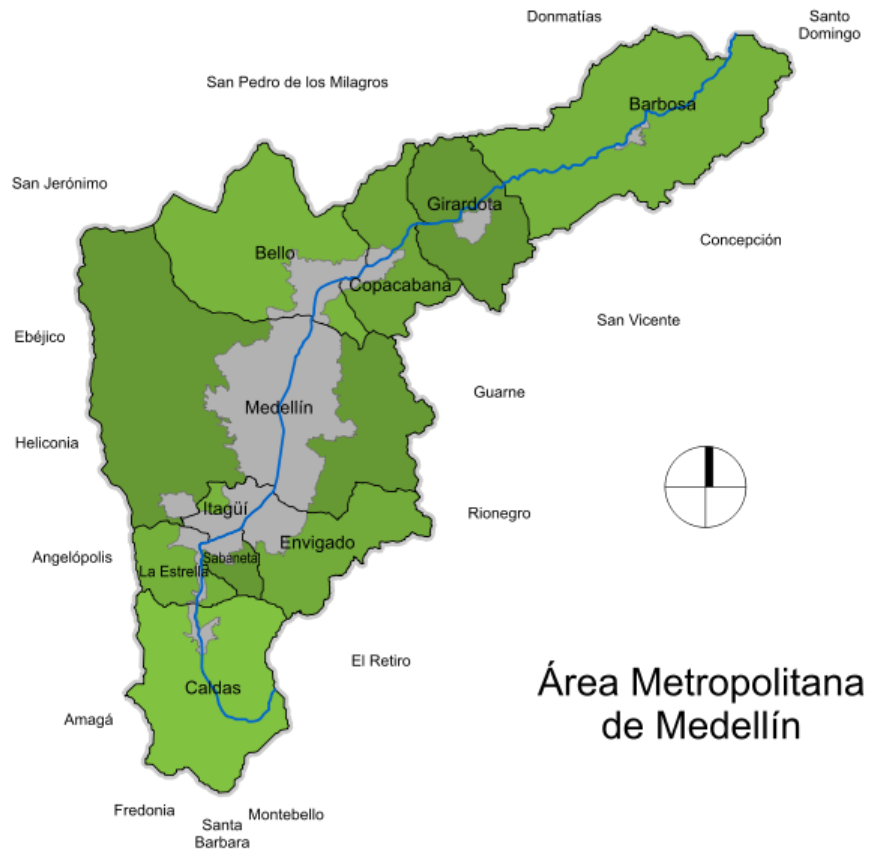 Donmatías
Santo
Domingo
San Pedro de los Milagros
Barbosa
San Jerónimo
Girardota
Concepción
Bello
Copacabana
San Vicente
Ebéjico
Guarne
Medellín
Heliconia
Itagüí
Rionegro
Envigado
Angelópolis
Sabaneta
La Estrella
El Retiro
Área Metropolitana
de Medellín
Caldas
Amagá
Fredonia
Montebello
Santa
Barbara